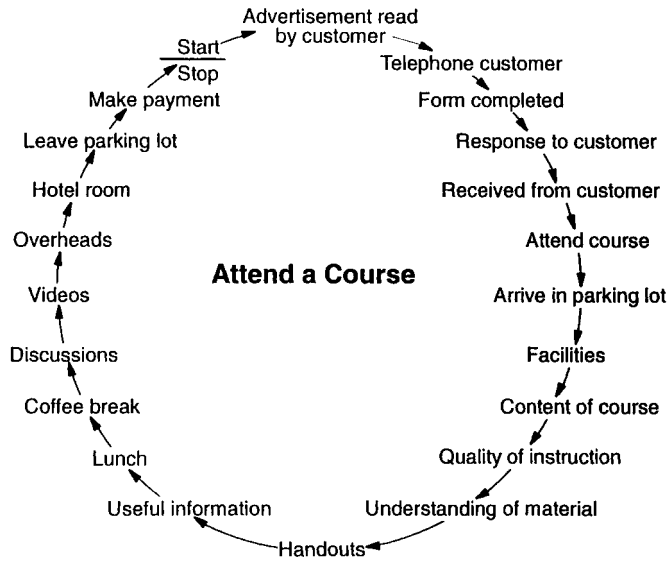 Start
Stop
Advertisement read
by customer
Telephone customer
Form completed
Response to customer
Received from customer
Attend course
Arrive in parking lot
Facilities
Content of course
Quality of instruction
Understanding of material
Handouts
Useful information
Lunch
Coffee break
Discussions
Videos
Overheads
Hotel room
Leave parking lot
Make payment
Attend a Course